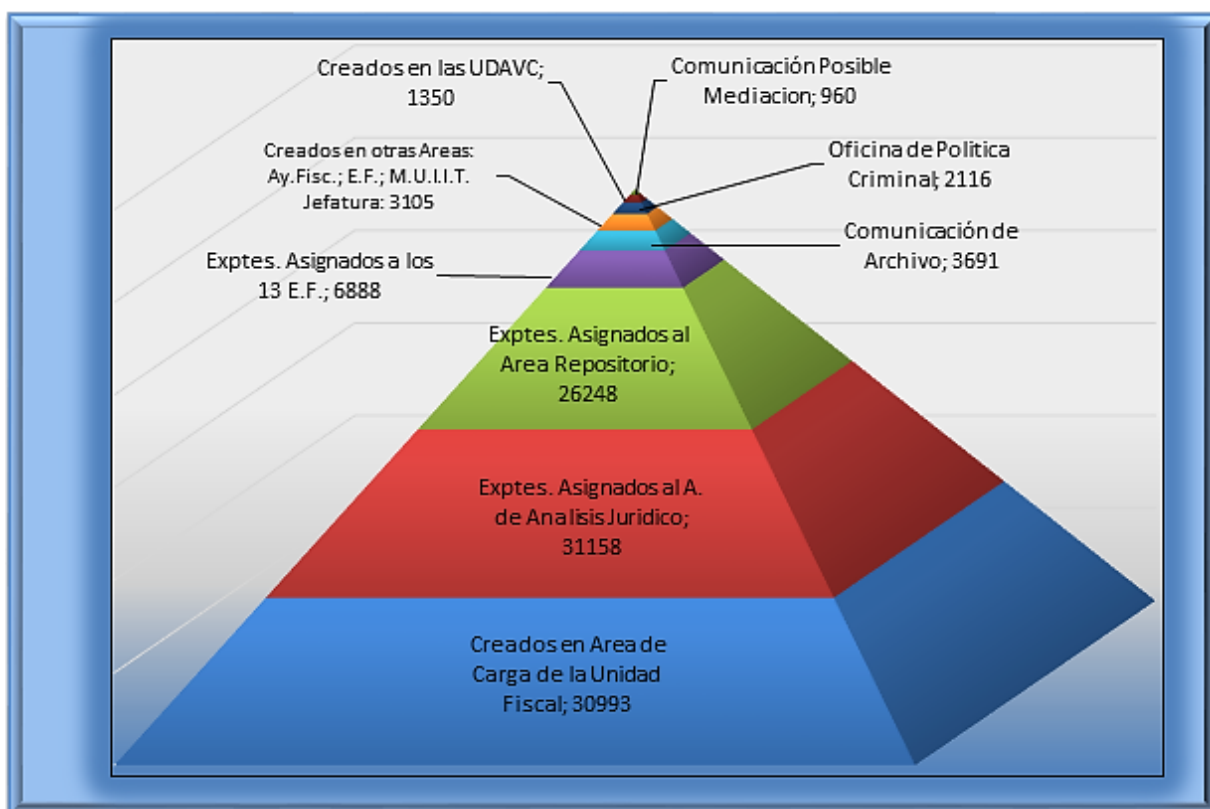 Creados en las UDAVC;
1350
Comunicación Posible
Mediacion; 960
Creados en otras Areas:
Ay.Fisc.; E.F.; M.U.I.I.T.
Jefatura: 3105
Oficina de Politica
Criminal; 2116
Comunicación de
Archivo; 3691
Exptes. Asignados a los
13 E.F.; 6888
Exptes. Asignados al
Area Repositorio;
26248
Exptes. Asignados al A.
de Analisis Juridico;
31158
Creados en Area de
Carga de la Unidad
Fiscal; 30993